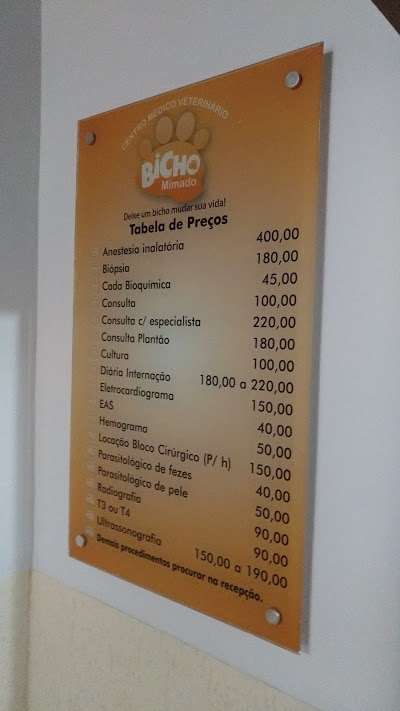 CENTRO MÉDICO VETERINÁRIO
BiCHO
Mimado
Deixe um bicho mudar sua vida!
Tabela de Preços
Anestesia inalatória 400,00
Biópsia 180,00
Cada Bioquímica 45,00
Consulta 100,00
Consulta c/ especialista 220,00
Consulta Plantão 180,00
Cultura 100,00
Diária Internação 180,00 a 220,00
Eletrocardiograma 150,00
EAS 40,00
Hemograma 50,00
Locação Bloco Cirúrgico (P/ h) 150,00
Parasitológico de fezes 40,00
Parasitológico de pele 50,00
Radiografia 90,00
T3 ou T4 90,00
Ultrassonografia 150,00 a 190,00
Demais procedimentos procurar na recepção.